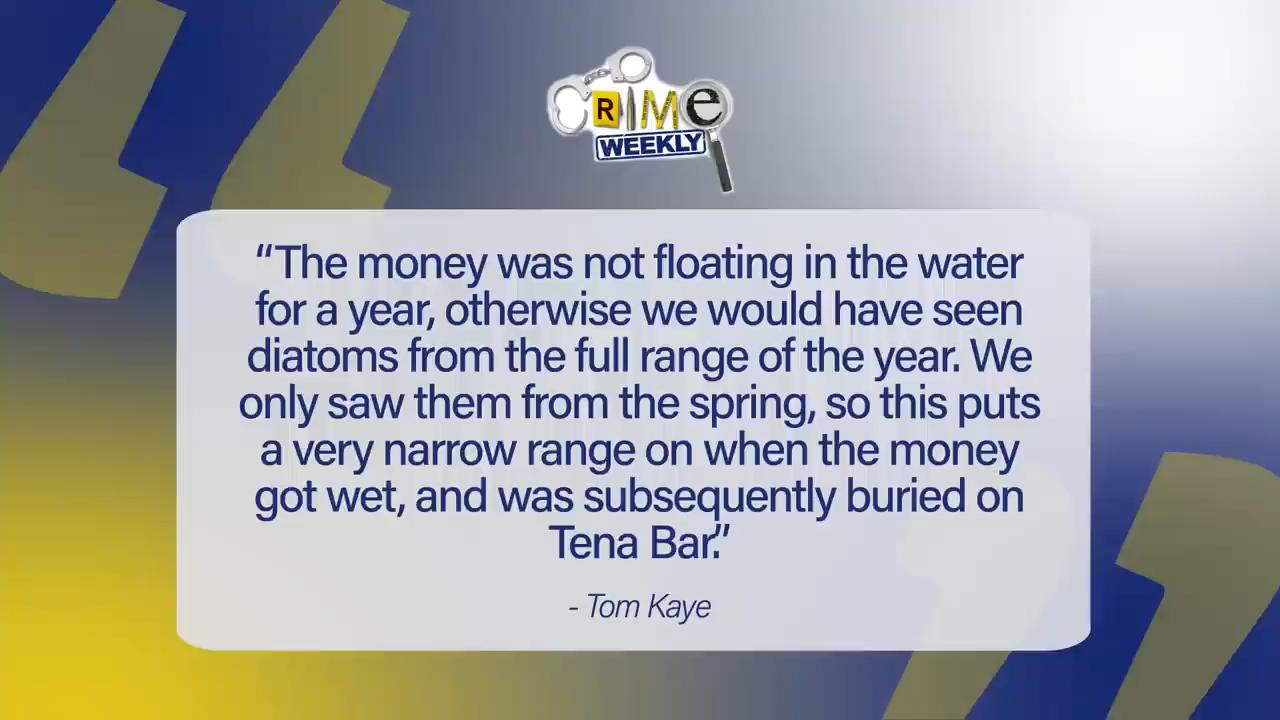 CRIME
WEEKLY
“The money was not floating in the water
for a year, otherwise we would have seen
diatoms from the full range of the year. We
only saw them from the spring, so this puts
a very narrow range on when the money
got wet, and was subsequently buried on
Tena Bar.”
- Tom Kaye